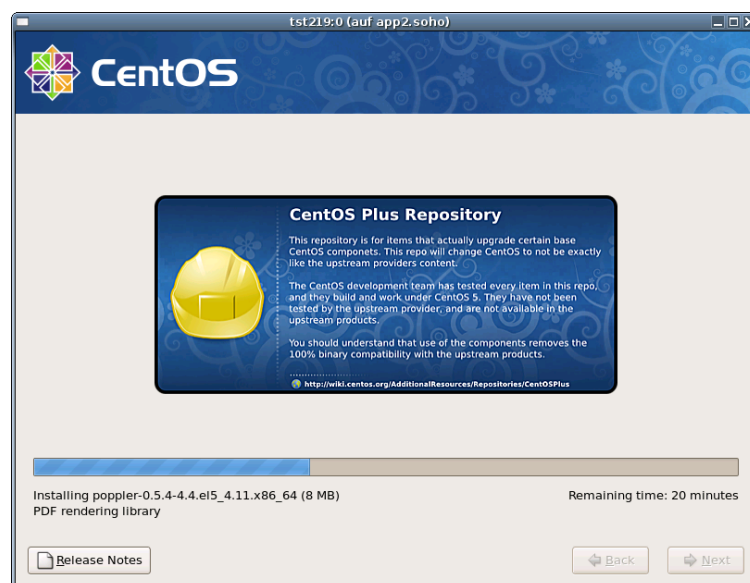 tst219:0 (auf app2.soho)
CentOS
CentOS Plus Repository
This repository is for items that actually upgrade certain base
CentOS componets. This repo will change CentOS to not be exactly
like the upstream providers content.
The CentOS development team has tested every item in this repo,
and they build and work under CentOS 5. They have not been
tested by the upstream provider, and are not available in the
upstream products.
You should understand that use of the components removes the
100% binary compatibility with the upstream products.
http://wiki.centos.org/AdditionalResources/Repositories/CentOSPlus
Installing poppler-0.5.4-4.4.el5_4.11.x86_64 (8 MB)
Remaining time: 20 minutes
PDF rendering library
Release Notes
Back
Next